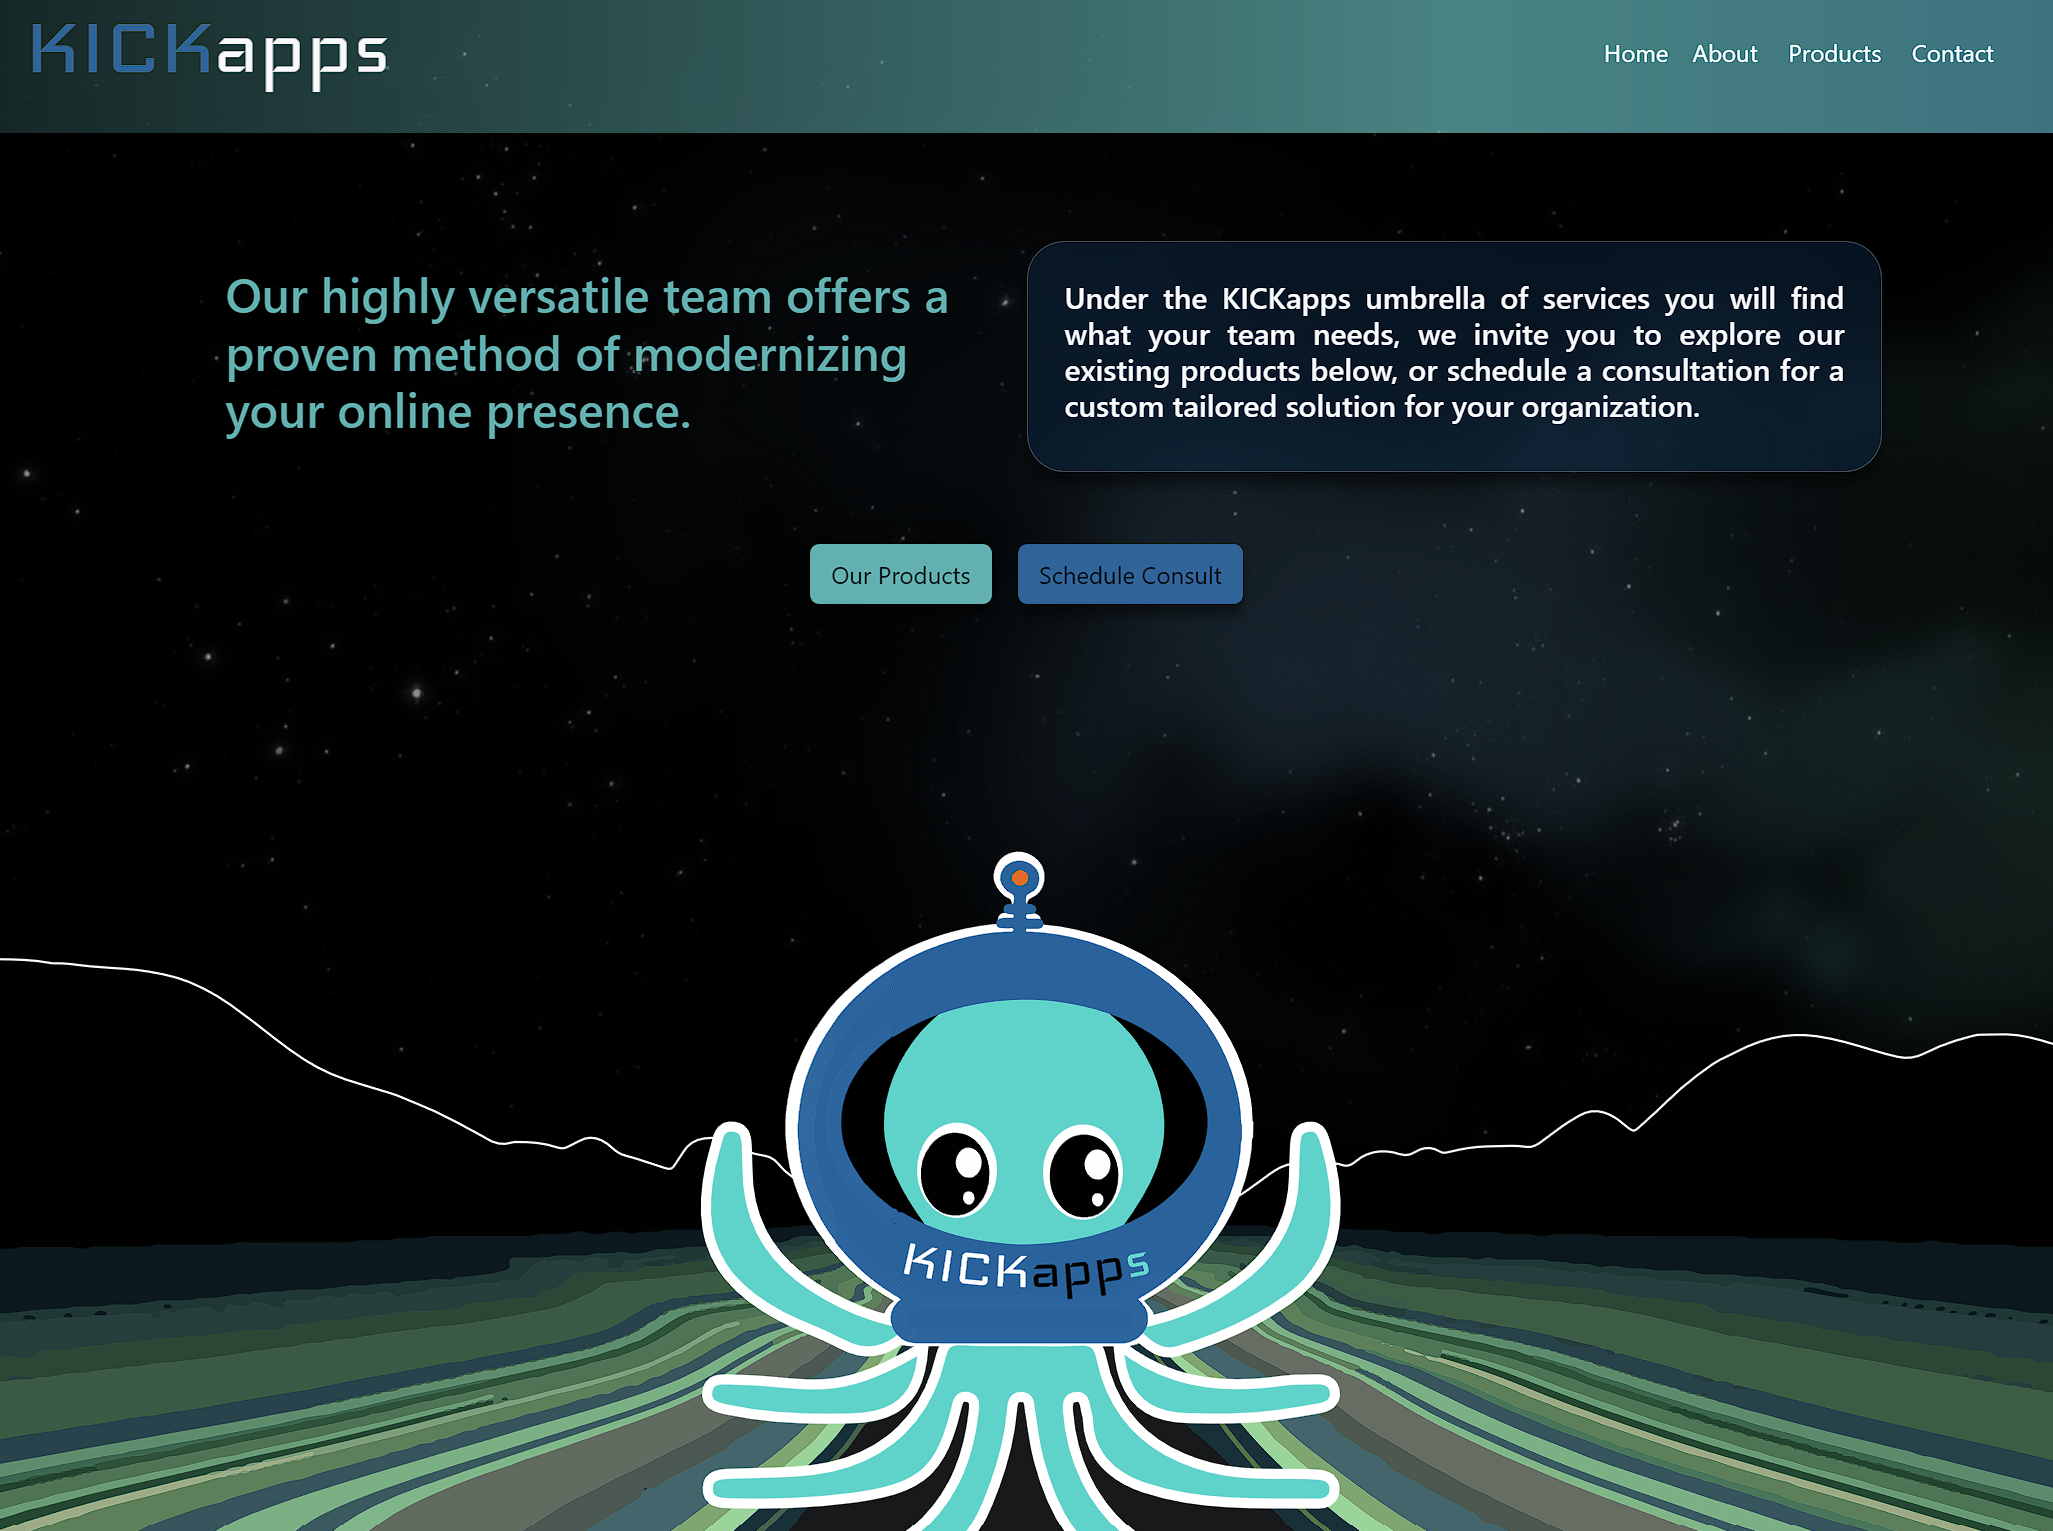 KICKapps
Home About Products Contact
Our highly versatile team offers a
proven method of modernizing
your online presence.
Under the KICKapps umbrella of services you will find
what your team needs, we invite you to explore our
existing products below, or schedule a consultation for a
custom tailored solution for your organization.
Our Products
Schedule Consult
KICKapps